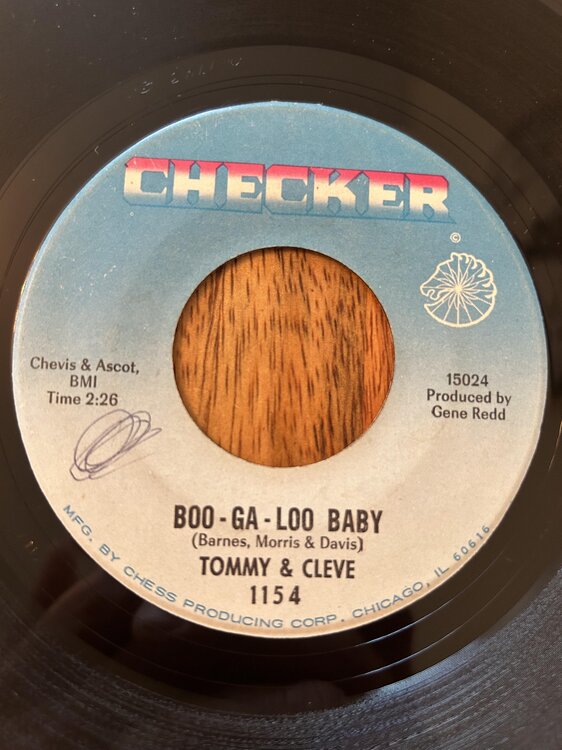 CHECKER
©
Chevis & Ascot,
BMI
Time 2:26
15024
Produced by
Gene Redd
BOO-GA-LOO BABY
(Barnes, Morris & Davis)
TOMMY & CLEVE
1154
MFG. BY CHESS PRODUCING CORP. CHICAGO, IL 60616